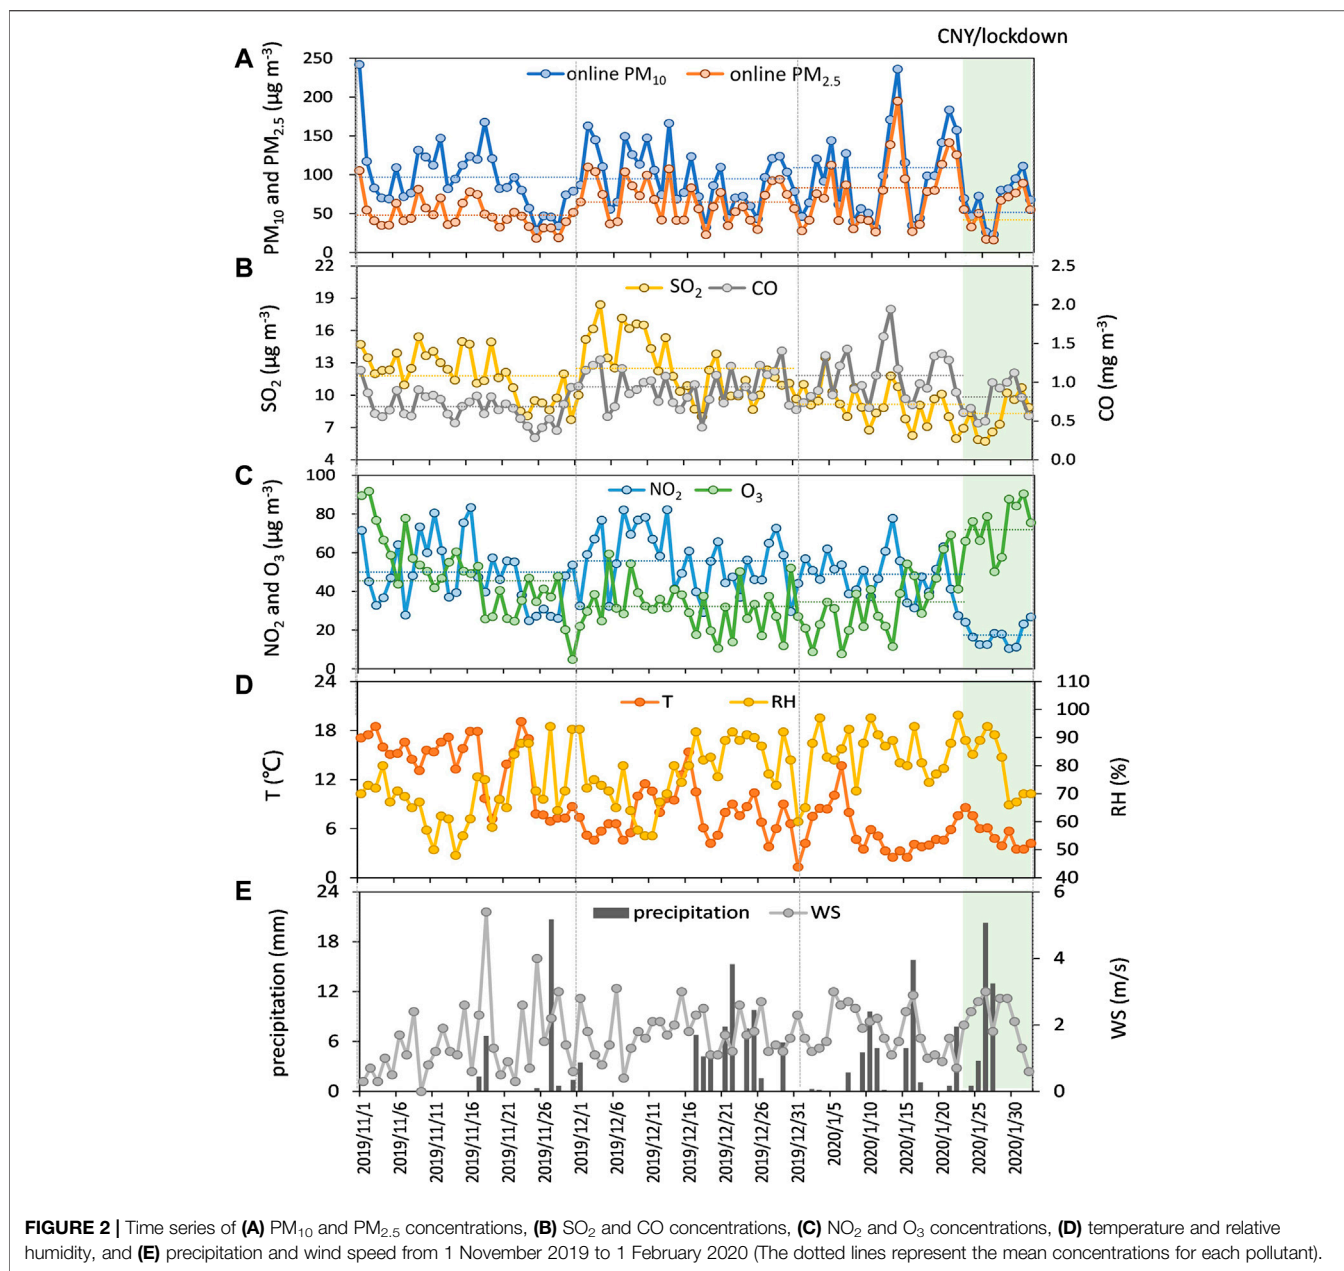 CNY/lockdown
A
250
200
150
100
50
0
PM10 and PM2.5 (µg m-3)
online PM10
online PM2.5
B
22
19
16
13
10
7
4
SO2 (µg m-3)
SO2
CO
2.5
2.0
1.5
1.0
0.5
0.0
CO (mg m-3)
C
100
80
60
40
20
0
NO2 and O3 (µg m-3)
NO2
O3
D
24
18
12
6
0
T (°C)
T
RH
110
100
90
80
70
60
50
40
RH (%)
E
24
18
12
6
0
precipitation (mm)
precipitation
WS
6
4
2
0
WS (m/s)
2019/11/1
2019/11/6
2019/11/11
2019/11/16
2019/11/21
2019/11/26
2019/12/1
2019/12/6
2019/12/11
2019/12/16
2019/12/21
2019/12/26
2019/12/31
2020/1/5
2020/1/10
2020/1/15
2020/1/20
2020/1/25
2020/1/30
FIGURE 2 | Time series of (A) PM10 and PM2.5 concentrations, (B) SO2 and CO concentrations, (C) NO2 and O3 concentrations, (D) temperature and relative
humidity, and (E) precipitation and wind speed from 1 November 2019 to 1 February 2020 (The dotted lines represent the mean concentrations for each pollutant).